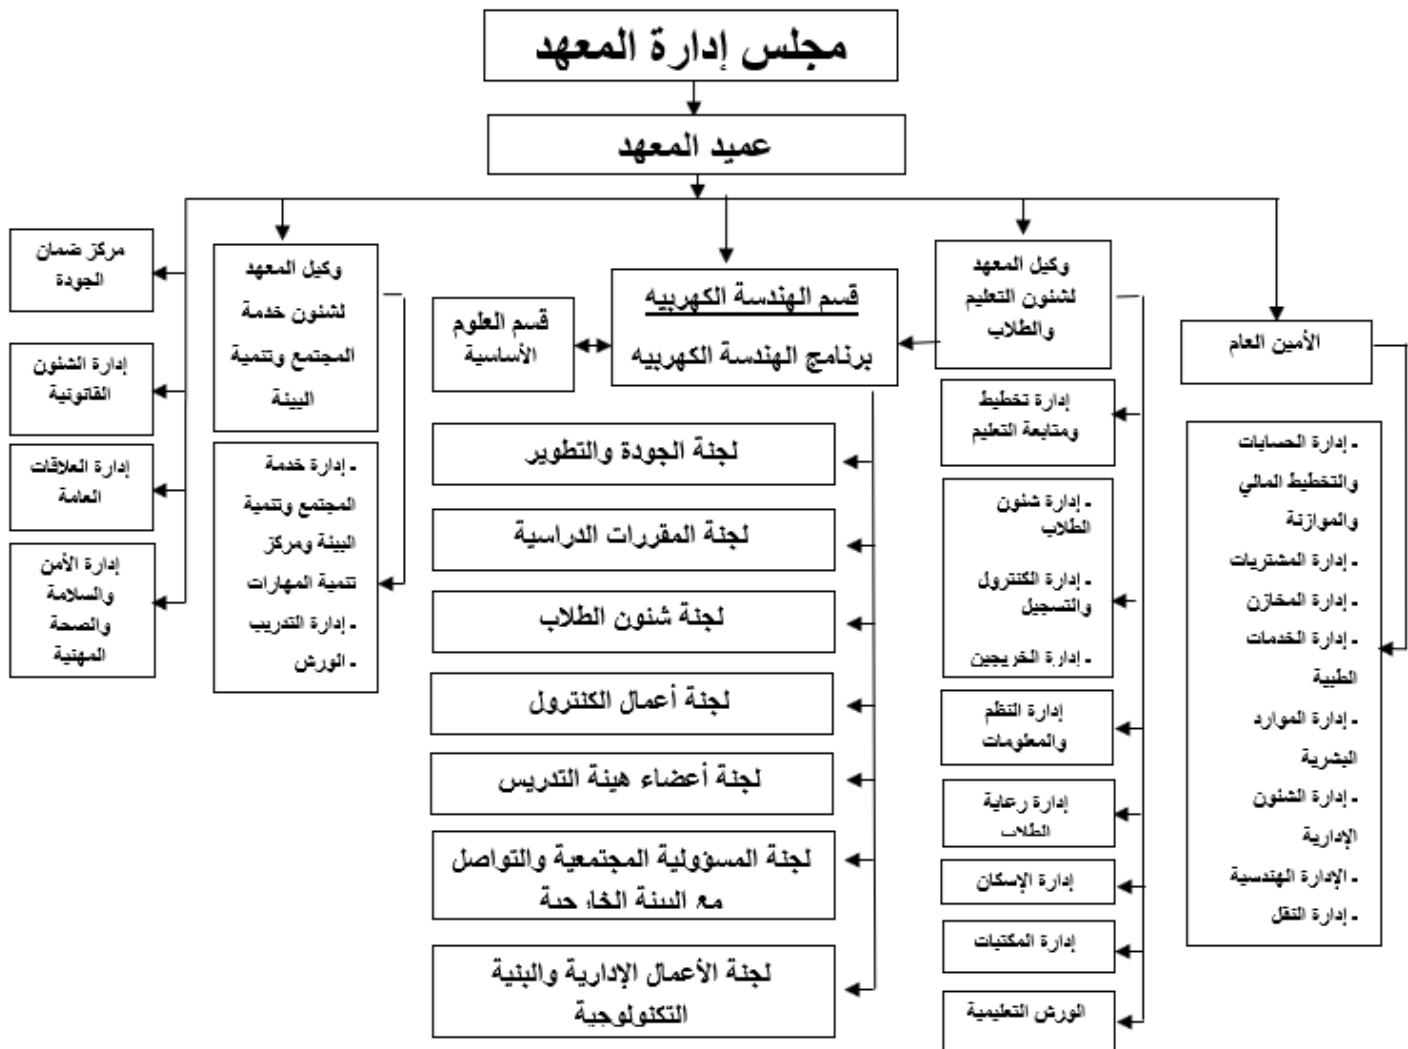 مجلس إدارة المعهد
عميد المعهد
الأمين العام
- إدارة الحسابات
والتخطيط المالي
والموازنة
- إدارة المشتريات
- إدارة المخازن
- إدارة الخدمات
الطبية
- إدارة الموارد
البشرية
- إدارة الشئون
الإدارية
- الإدارة الهندسية
- إدارة النقل
وكيل المعهد
لشئون التعليم
والطلاب
إدارة تخطيط
ومتابعة التعليم
- إدارة شئون
الطلاب
- إدارة الكنترول
والتسجيل
- إدارة الخريجين
إدارة النظم
والمعلومات
إدارة رعاية
الطلاب
إدارة الإسكان
إدارة المكتبات
الورش التعليمية
قسم الهندسة الكهربيه
برنامج الهندسة الكهربيه
قسم العلوم
الأساسية
لجنة الجودة والتطوير
لجنة المقررات الدراسية
لجنة شئون الطلاب
لجنة أعمال الكنترول
لجنة أعضاء هيئة التدريس
لجنة المسؤولية المجتمعية والتواصل
مع البيئة الخارجية
لجنة الأعمال الإدارية والبنية
التكنولوجية
وكيل المعهد
لشئون خدمة
المجتمع وتنمية
البيئة
- إدارة خدمة
المجتمع وتنمية
البيئة ومركز
تنمية المهارات
- إدارة التدريب
- الورش
مركز ضمان
الجودة
إدارة الشئون
القانونية
إدارة العلاقات
العامة
إدارة الأمن
والسلامة
والصحة
المهنية